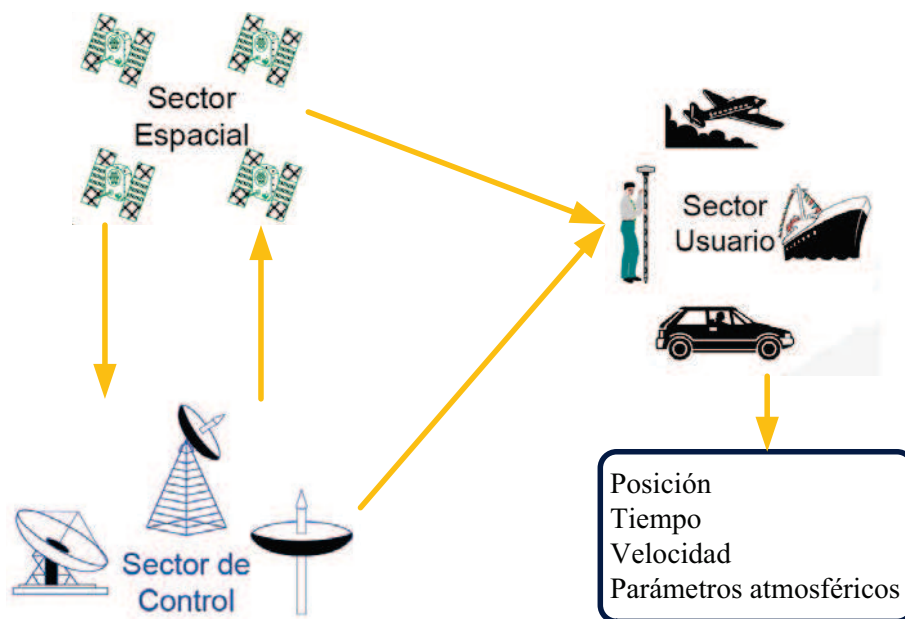 Sector
Espacial
Sector
Usuario
Sector de
Control
Posición
Tiempo
Velocidad
Parámetros atmosféricos